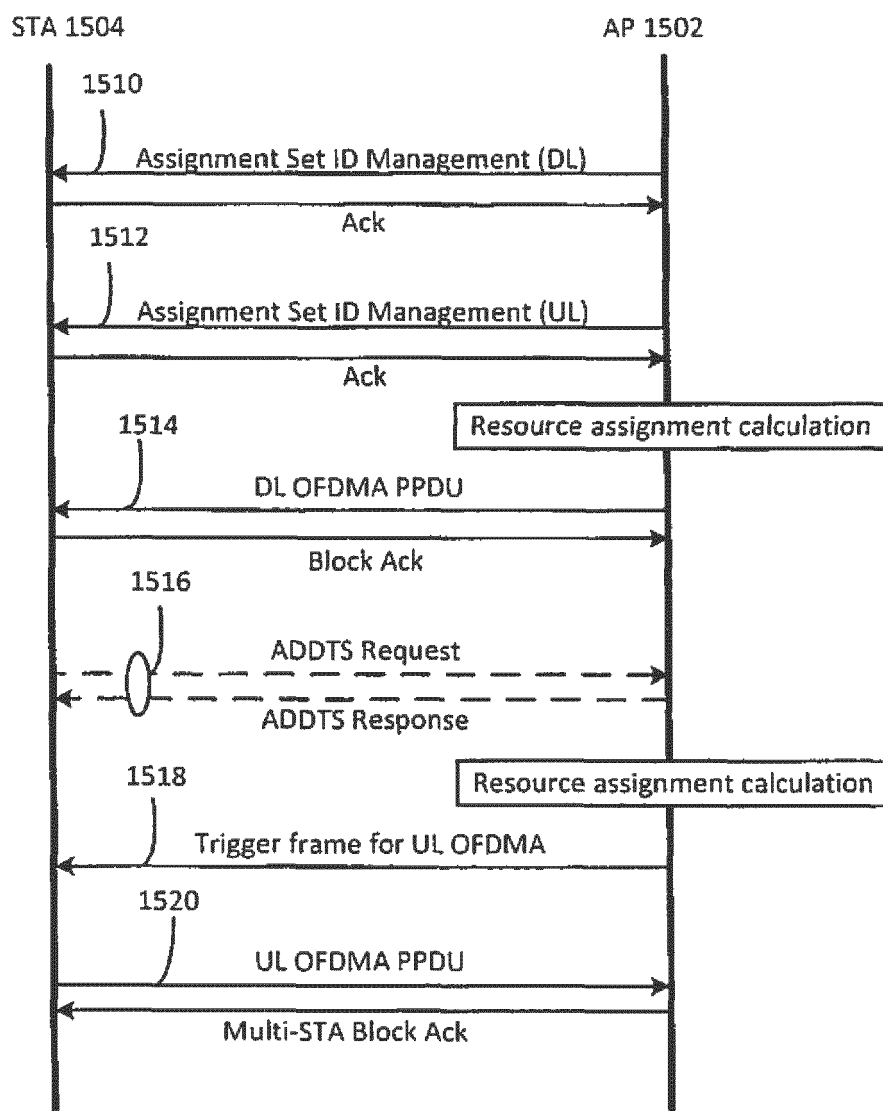 STA 1504
AP 1502
1510
Assignment Set ID Management (DL)
Ack
1512
Assignment Set ID Management (UL)
Ack
Resource assignment calculation
1514
DL OFDMA PPDU
Block Ack
1516
ADDTS Request
ADDTS Response
Resource assignment calculation
1518
Trigger frame for UL OFDMA
1520
UL OFDMA PPDU
Multi-STA Block Ack